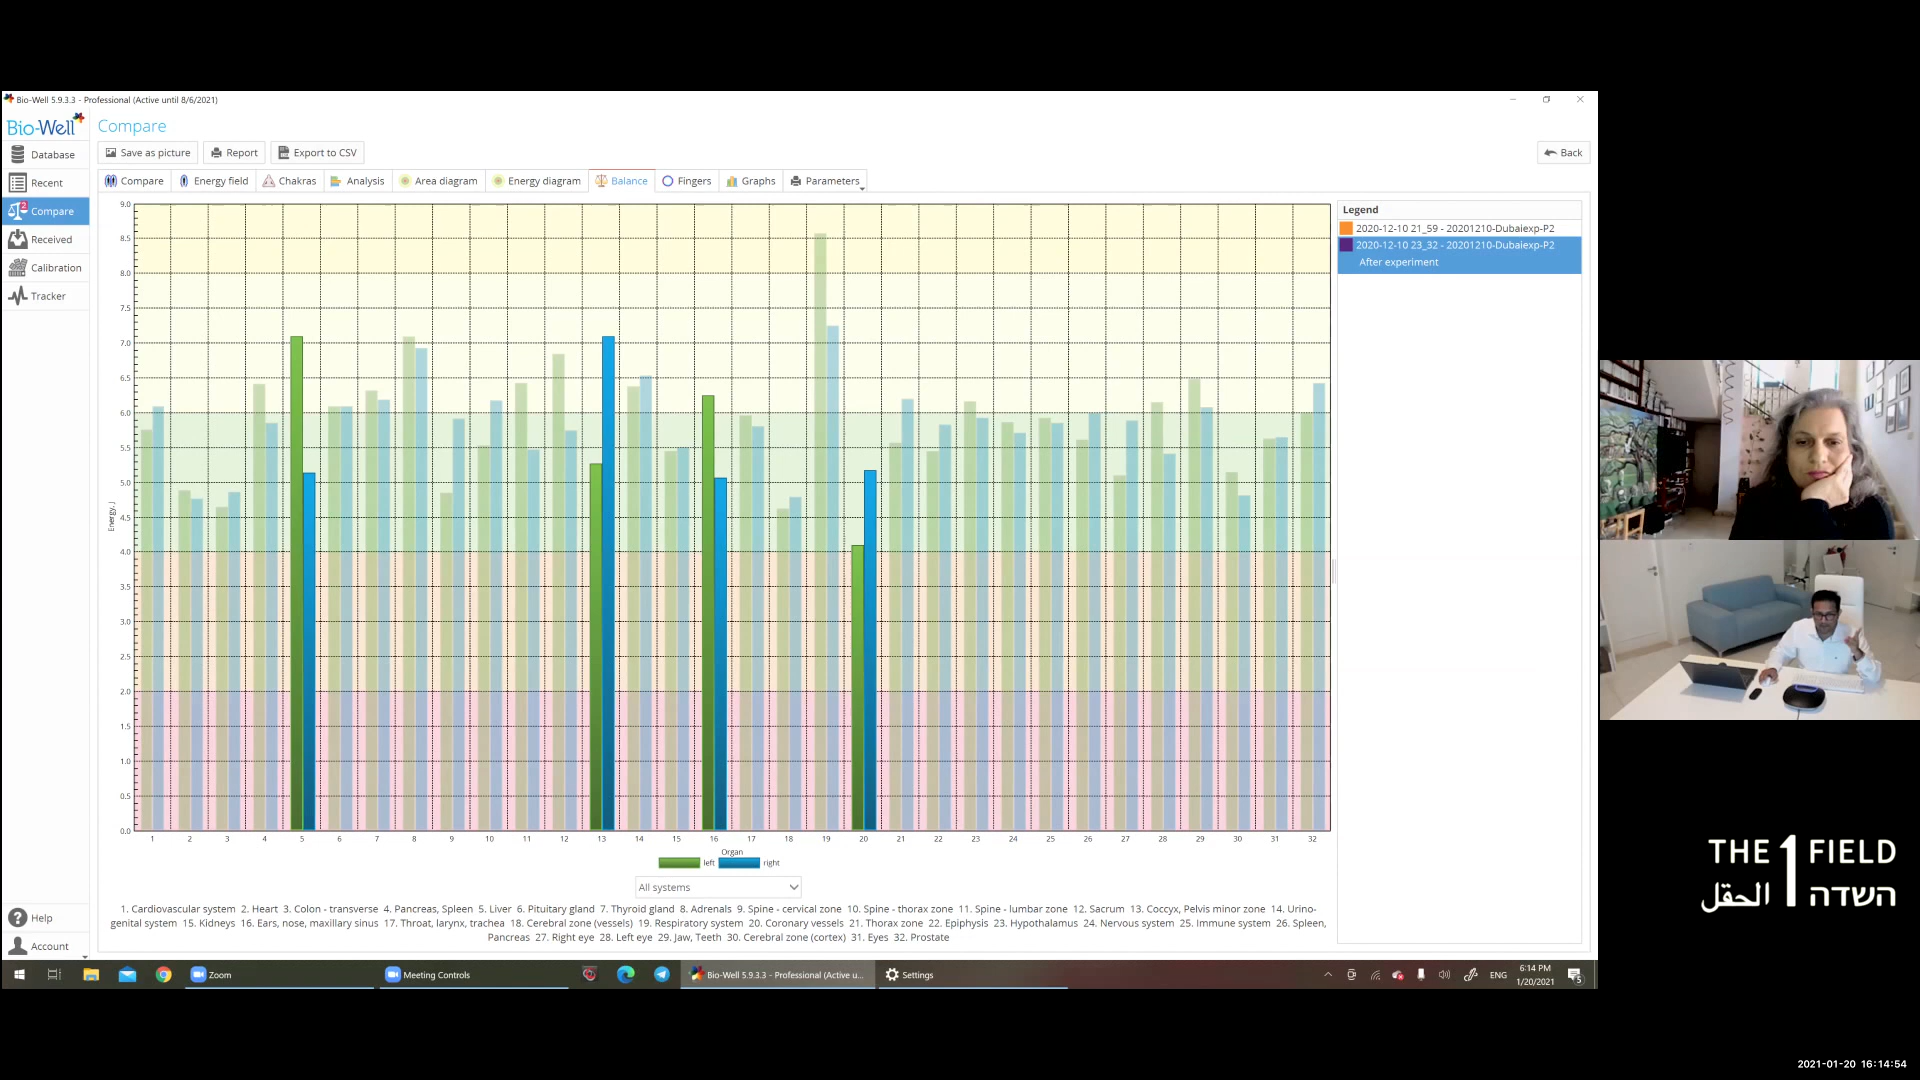 Bio-Well 5.9.3.3 - Professional (Active until 8/6/2021)
Bio-Well
Compare
Save as picture
Report
Export to CSV
Back
Database
Recent
2
Compare
Received
Calibration
Tracker
Help
Account
Compare
Energy field
Chakras
Analysis
Area diagram
Energy diagram
Balance
Fingers
Graphs
Parameters
9.0
8.5
8.0
7.5
7.0
6.5
6.0
5.5
5.0
4.5
4.0
3.5
3.0
2.5
2.0
1.5
1.0
0.5
0.0
Energy, J
1 2 3 4 5 6 7 8 9 10 11 12 13 14 15 16 17 18 19 20 21 22 23 24 25 26 27 28 29 30 31 32
Organ
left
right
All systems
1. Cardiovascular system 2. Heart 3. Colon - transverse 4. Pancreas, Spleen 5. Liver 6. Pituitary gland 7. Thyroid gland 8. Adrenals 9. Spine - cervical zone 10. Spine - thorax zone 11. Spine - lumbar zone 12. Sacrum 13. Coccyx, Pelvis minor zone 14. Urino-
genital system 15. Kidneys 16. Ears, nose, maxillary sinus 17. Throat, larynx, trachea 18. Cerebral zone (vessels) 19. Respiratory system 20. Coronary vessels 21. Thorax zone 22. Epiphysis 23. Hypothalamus 24. Nervous system 25. Immune system 26. Spleen,
Pancreas 27. Right eye 28. Left eye 29. Jaw, Teeth 30. Cerebral zone (cortex) 31. Eyes 32. Prostate
Legend
2020-12-10 21_59 - 20201210-Dubaiexp-P2
2020-12-10 23_32 - 20201210-Dubaiexp-P2
After experiment
Zoom
Meeting Controls
Bio-Well 5.9.3.3 - Professional (Active u...
Settings
ENG
6:14 PM
1/20/2021
5
THE 1 FIELD
الحقل השדה
2021-01-20 16:14:54